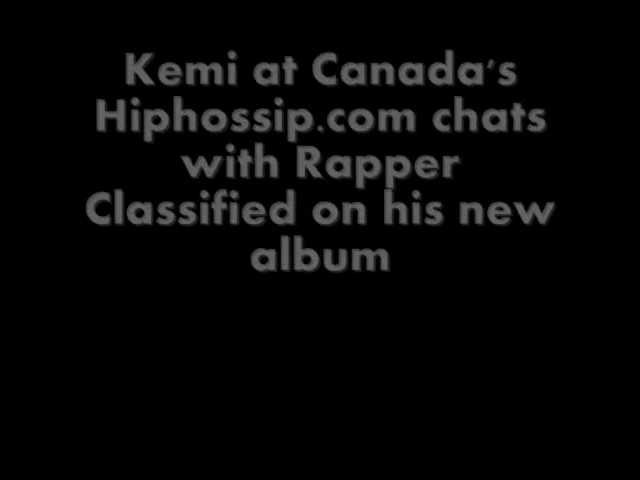 Kemi at Canada's
Hiphossip.com chats
with Rapper
Classified on his new
album